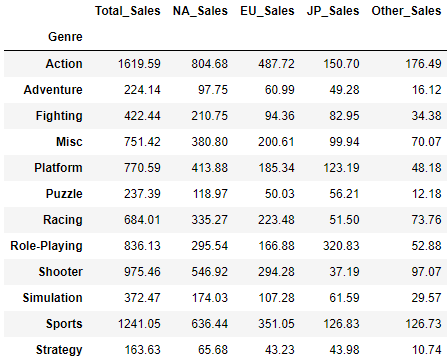 Total_Sales NA_Sales EU_Sales JP_Sales Other_Sales
Genre
Action 1619.59 804.68 487.72 150.70 176.49
Adventure 224.14 97.75 60.99 49.28 16.12
Fighting 422.44 210.75 94.36 82.95 34.38
Misc 751.42 380.80 200.61 99.94 70.07
Platform 770.59 413.88 185.34 123.19 48.18
Puzzle 237.39 118.97 50.03 56.21 12.18
Racing 684.01 335.27 223.48 51.50 73.76
Role-Playing 836.13 295.54 166.88 320.83 52.88
Shooter 975.46 546.92 294.28 37.19 97.07
Simulation 372.47 174.03 107.28 61.59 29.57
Sports 1241.05 636.44 351.05 126.83 126.73
Strategy 163.63 65.68 43.23 43.98 10.74